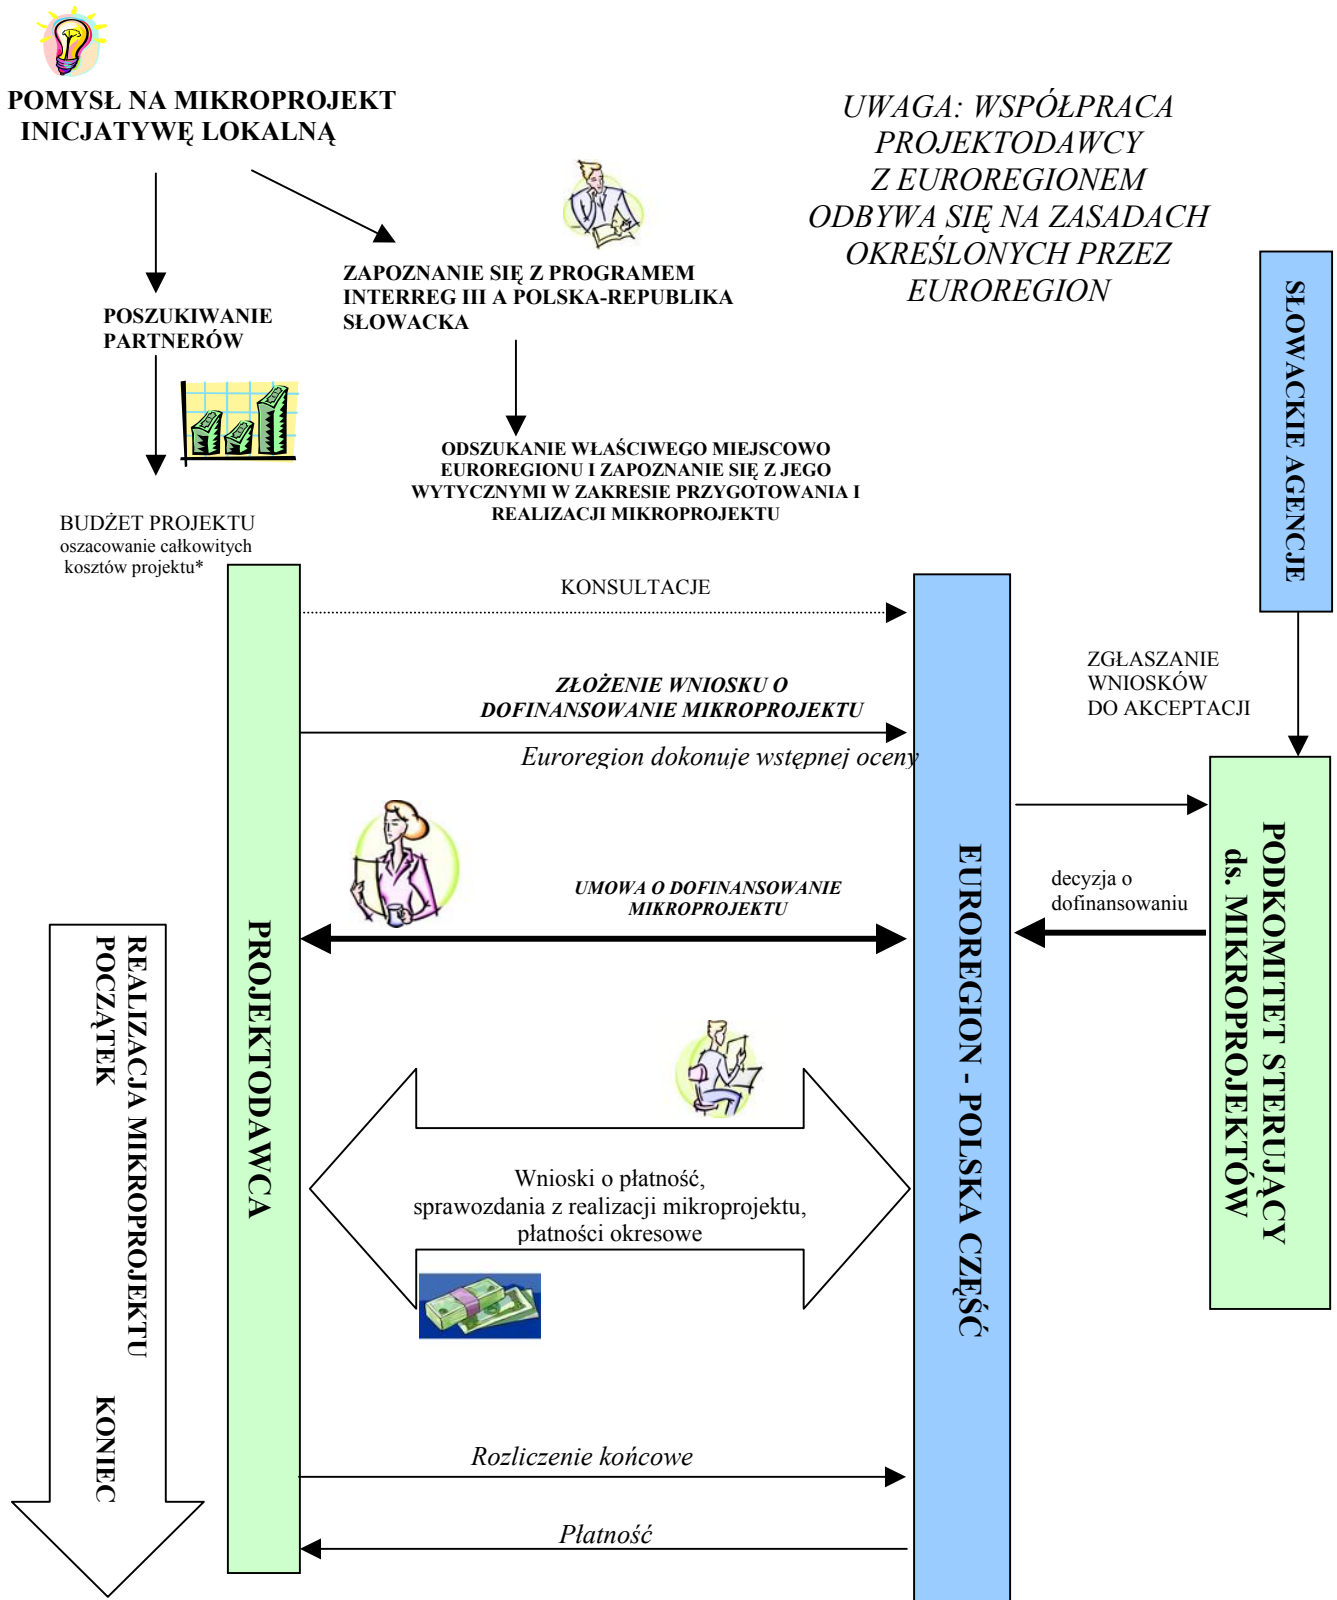 POMYSŁ NA MIKROPROJEKT
INICJATYWĘ LOKALNĄ
UWAGA: WSPÓŁPRACA
PROJEKTODAWCY
Z EUROREGIONEM
ODBYWA SIĘ NA ZASADACH
OKREŚLONYCH PRZEZ
EUROREGION
ZAPOZNANIE SIĘ Z PROGRAMEM
INTERREG III A POLSKA-REPUBLIKA
SŁOWACKA
POSZUKIWANIE
PARTNERÓW
SŁOWACKIE AGENCJE
ODSZUKANIE WŁAŚCIWEGO MIEJSCOWO
EUROREGIONU I ZAPOZNANIE SIĘ Z JEGO
WYTYCZNYMI W ZAKRESIE PRZYGOTOWANIA I
REALIZACJI MIKROPROJEKTU
BUDŻET PROJEKTU
oszacowanie całkowitych
kosztów projektu*
KONSULTACJE
ZŁOŻENIE WNIOSKU O
DOFINANSOWANIE MIKROPROJEKTU
Euroregion dokonuje wstępnej oceny
ZGŁASZANIE
WNIOSKÓW
DO AKCEPTACJI
UMOWA O DOFINANSOWANIE
MIKROPROJEKTU
decyzja o
dofinansowaniu
PROJEKTODAWCA
EUROREGION - POLSKA CZĘŚĆ
PODKOMITET STERUJĄCY
ds. MIKROPROJEKTÓW
REALIZACJA MIKROPROJEKTU
POCZĄTEK KONIEC
Wnioski o płatność,
sprawozdania z realizacji mikroprojektu,
płatności okresowe
Rozliczenie końcowe
Płatność